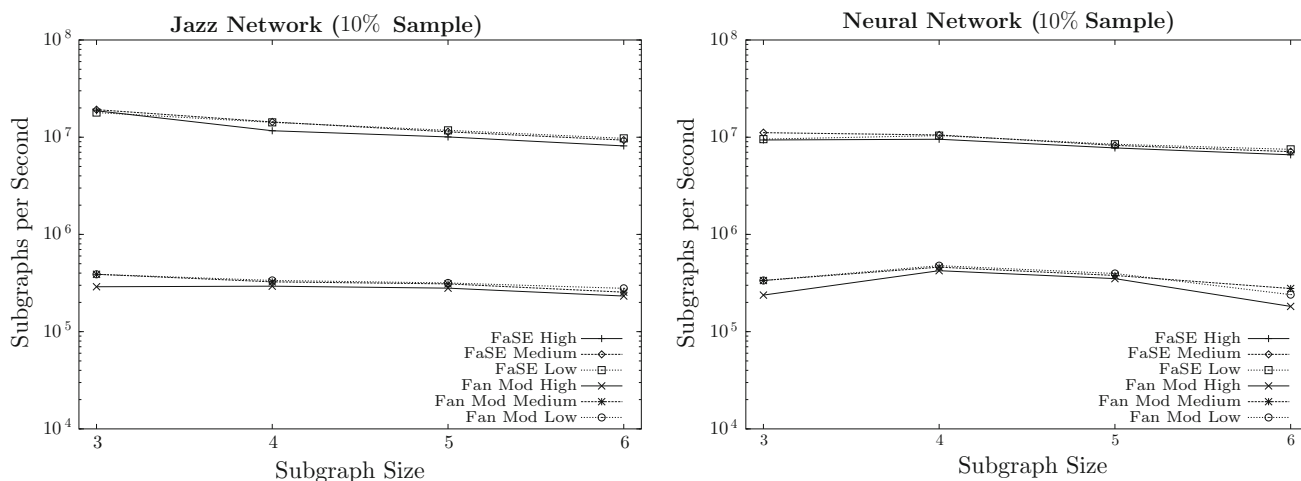 Jazz Network (10% Sample)
10^8
10^7
10^6
10^5
10^4
Subgraphs per Second
FaSE High
FaSE Medium
FaSE Low
Fan Mod High
Fan Mod Medium
Fan Mod Low
3 4 5 6
Subgraph Size
Neural Network (10% Sample)
10^8
10^7
10^6
10^5
10^4
Subgraphs per Second
FaSE High
FaSE Medium
FaSE Low
Fan Mod High
Fan Mod Medium
Fan Mod Low
3 4 5 6
Subgraph Size